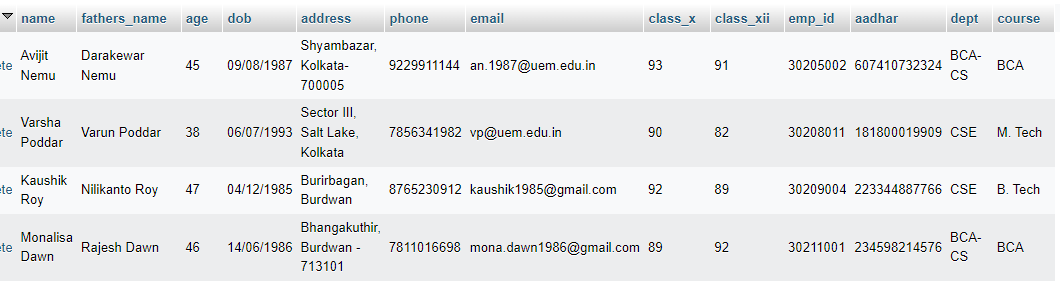 name fathers_name age dob address phone email class_x class_xii emp_id aadhar dept course
ete Avijit Nemu Darakewar Nemu 45 09/08/1987 Shyambazar, Kolkata- 700005 9229911144 an.1987@uem.edu.in 93 91 30205002 607410732324 BCA- CS BCA
ete Varsha Poddar Varun Poddar 38 06/07/1993 Sector III, Salt Lake, Kolkata 7856341982 vp@uem.edu.in 90 82 30208011 181800019909 CSE M. Tech
ete Kaushik Roy Nilikanto Roy 47 04/12/1985 Burirbagan, Burdwan 8765230912 kaushik1985@gmail.com 92 89 30209004 223344887766 CSE B. Tech
ete Monalisa Dawn Rajesh Dawn 46 14/06/1986 Bhangakuthir, Burdwan - 713101 7811016698 mona.dawn1986@gmail.com 89 92 30211001 234598214576 BCA- CS BCA